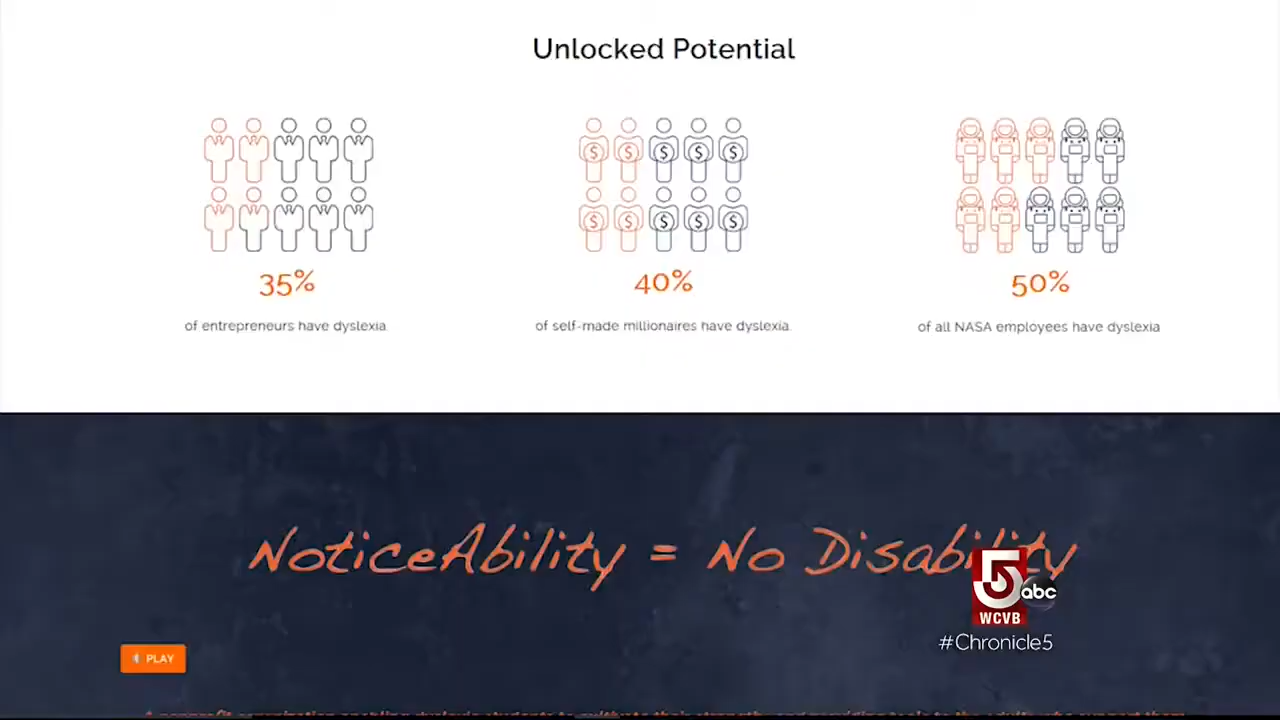 Unlocked Potential
$ $ $ $ $
$ $ $ $ $
35% 40% 50%
of entrepreneurs have dyslexia. of self-made millionaires have dyslexia. of all NASA employees have dyslexia
NoticeAbility = No Disability
5 abc
WCVB
#Chronicle5
PLAY